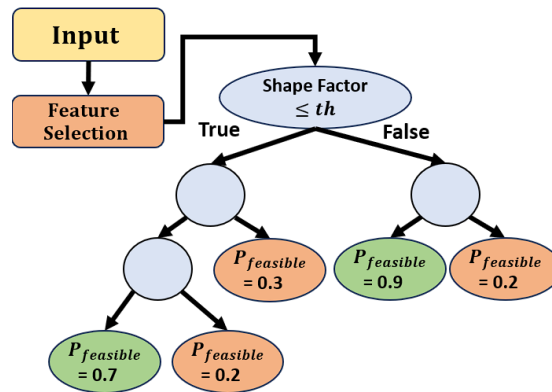 Input
Feature
Selection
Shape Factor
≤ th
True
False
P_feasible
= 0.3
P_feasible
= 0.9
P_feasible
= 0.2
P_feasible
= 0.7
P_feasible
= 0.2